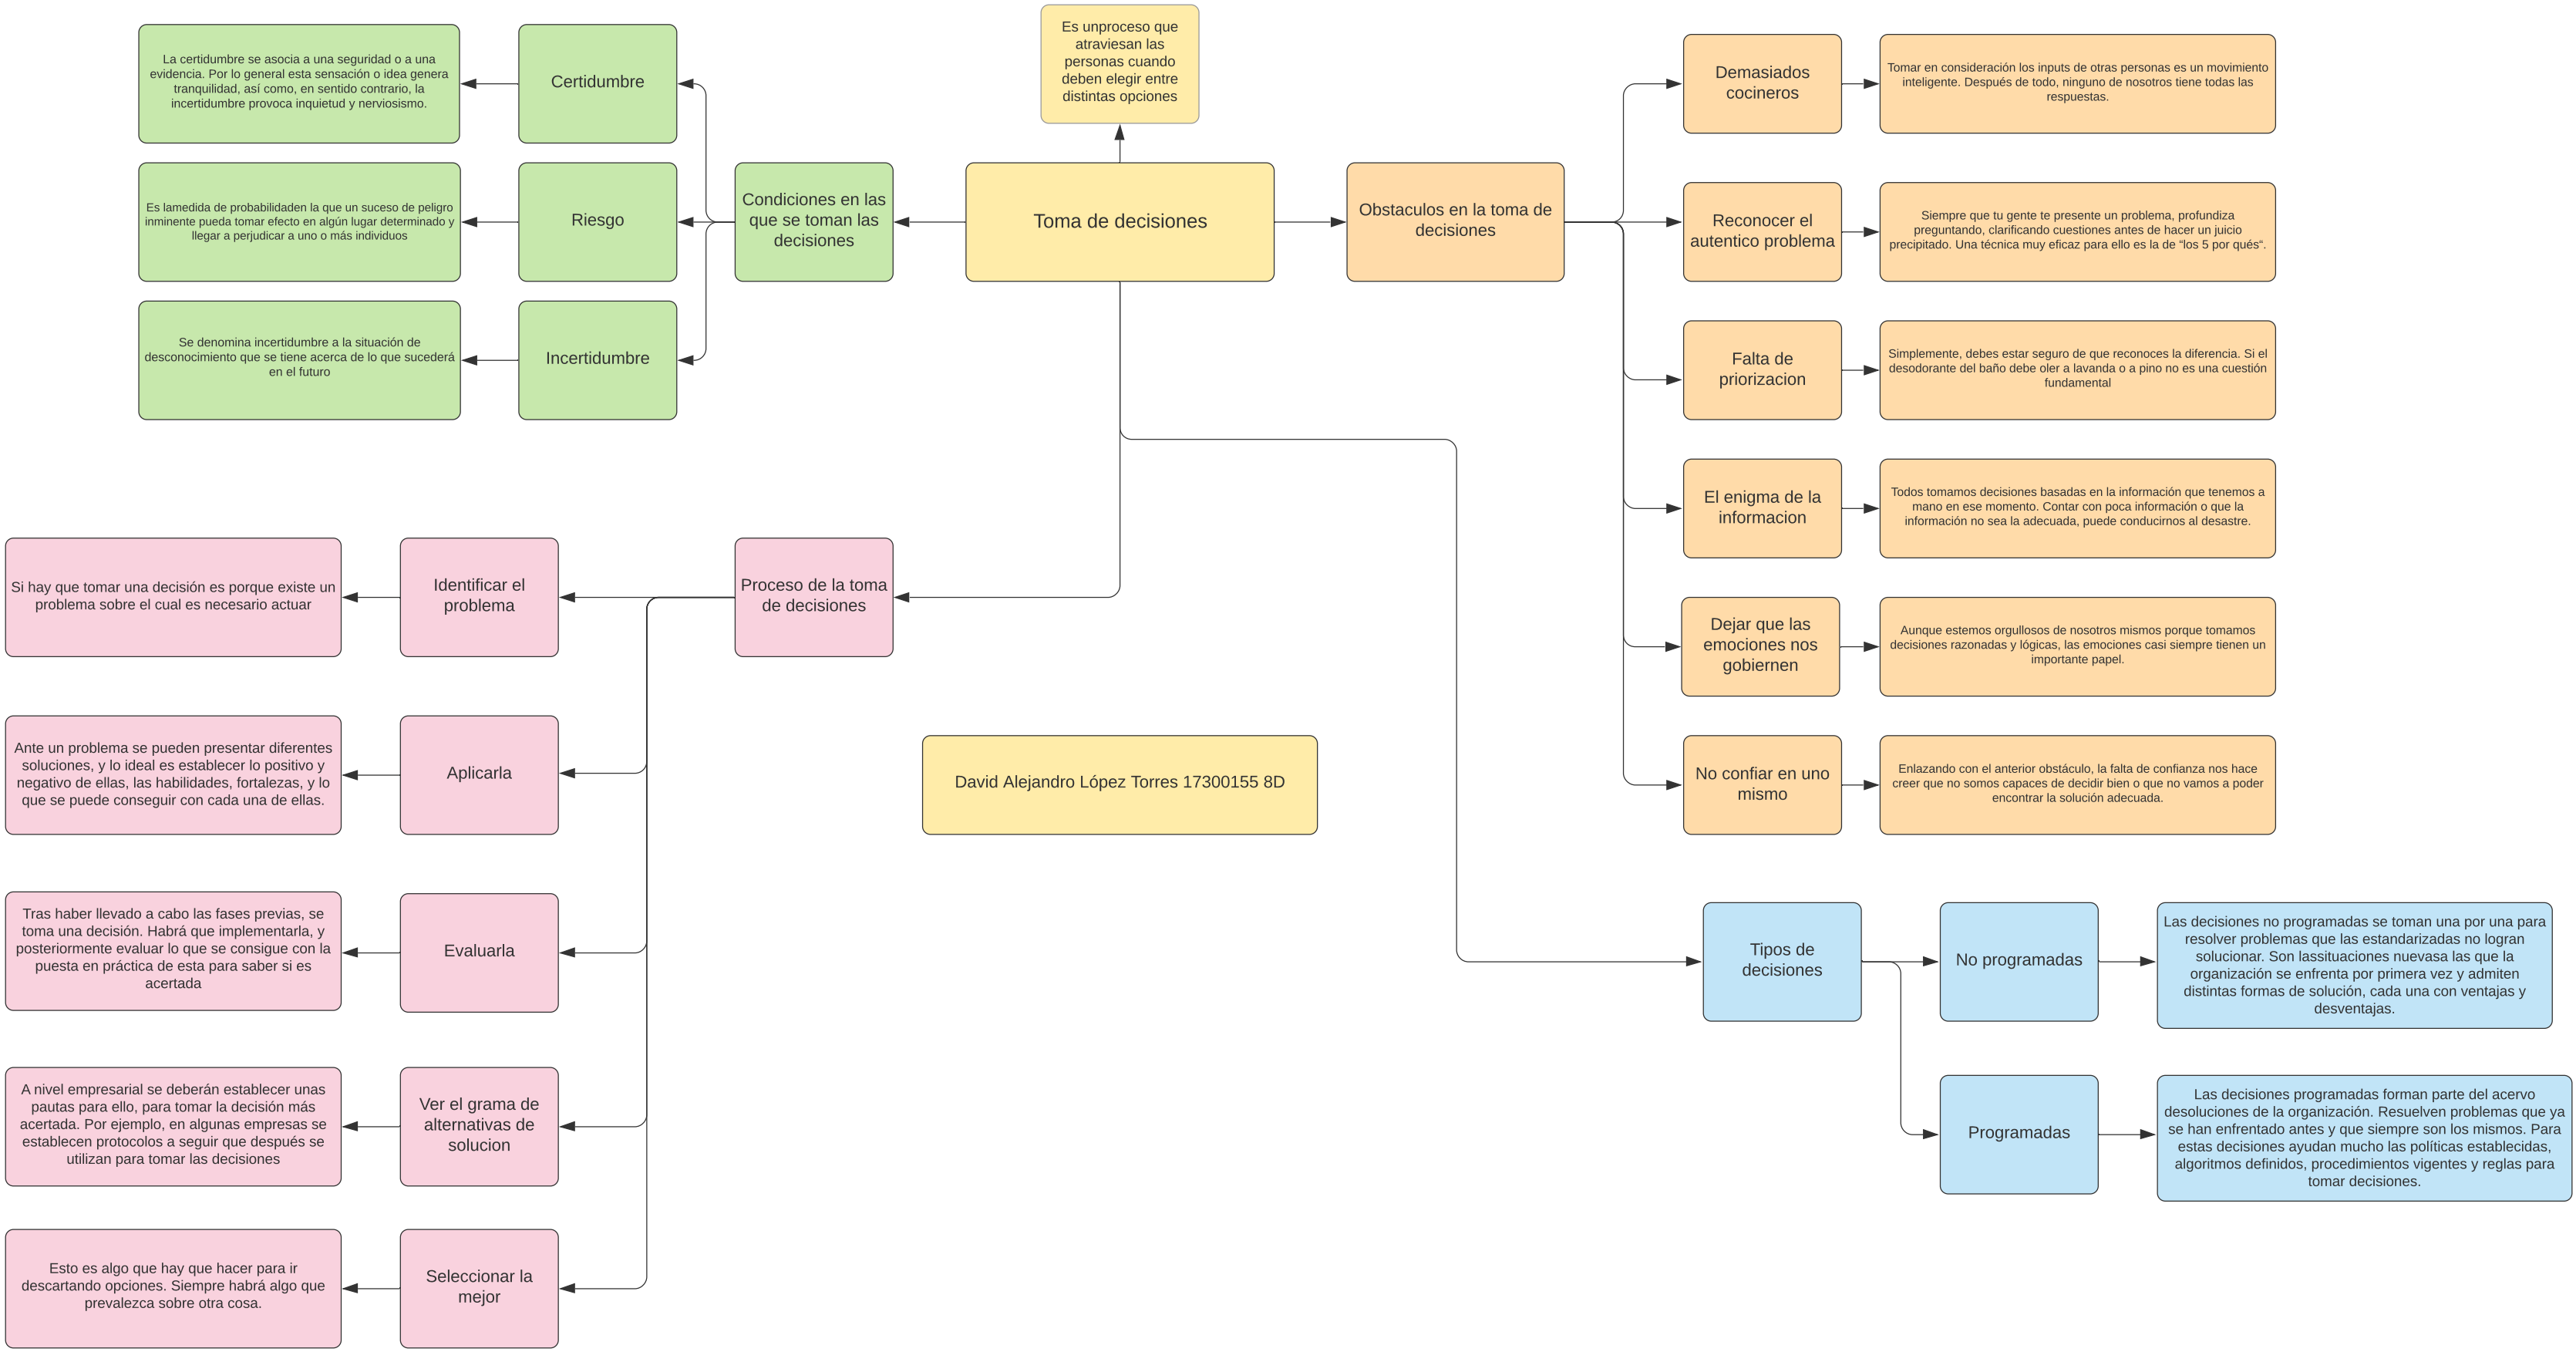 Es unproceso que
atraviesan las
personas cuando
deben elegir entre
distintas opciones
Toma de decisiones
Condiciones en las
que se toman las
decisiones
Certidumbre
La certidumbre se asocia a una seguridad o a una
evidencia. Por lo general esta sensación o idea genera
tranquilidad, así como, en sentido contrario, la
incertidumbre provoca inquietud y nerviosismo.
Riesgo
Es lamedida de probabilidaden la que un suceso de peligro
inminente pueda tomar efecto en algún lugar determinado y
llegar a perjudicar a uno o más individuos
Incertidumbre
Se denomina incertidumbre a la situación de
desconocimiento que se tiene acerca de lo que sucederá
en el futuro
Obstaculos en la toma de
decisiones
Demasiados
cocineros
Tomar en consideración los inputs de otras personas es un movimiento
inteligente. Después de todo, ninguno de nosotros tiene todas las
respuestas.
Reconocer el
autentico problema
Siempre que tu gente te presente un problema, profundiza
preguntando, clarificando cuestiones antes de hacer un juicio
precipitado. Una técnica muy eficaz para ello es la de “los 5 por qués“.
Falta de
priorizacion
Simplemente, debes estar seguro de que reconoces la diferencia. Si el
desodorante del baño debe oler a lavanda o a pino no es una cuestión
fundamental
El enigma de la
informacion
Todos tomamos decisiones basadas en la información que tenemos a
mano en ese momento. Contar con poca información o que la
información no sea la adecuada, puede conducirnos al desastre.
Dejar que las
emociones nos
gobiernen
Aunque estemos orgullosos de nosotros mismos porque tomamos
decisiones razonadas y lógicas, las emociones casi siempre tienen un
importante papel.
No confiar en uno
mismo
Enlazando con el anterior obstáculo, la falta de confianza nos hace
creer que no somos capaces de decidir bien o que no vamos a poder
encontrar la solución adecuada.
Proceso de la toma
de decisiones
Identificar el
problema
Si hay que tomar una decisión es porque existe un
problema sobre el cual es necesario actuar
Aplicarla
Ante un problema se pueden presentar diferentes
soluciones, y lo ideal es establecer lo positivo y
negativo de ellas, las habilidades, fortalezas, y lo
que se puede conseguir con cada una de ellas.
Evaluarla
Tras haber llevado a cabo las fases previas, se
toma una decisión. Habrá que implementarla, y
posteriormente evaluar lo que se consigue con la
puesta en práctica de esta para saber si es
acertada
Ver el grama de
alternativas de
solucion
A nivel empresarial se deberán establecer unas
pautas para ello, para tomar la decisión más
acertada. Por ejemplo, en algunas empresas se
establecen protocolos a seguir que después se
utilizan para tomar las decisiones
Seleccionar la
mejor
Esto es algo que hay que hacer para ir
descartando opciones. Siempre habrá algo que
prevalezca sobre otra cosa.
David Alejandro López Torres 17300155 8D
Tipos de
decisiones
No programadas
Las decisiones no programadas se toman una por una para
resolver problemas que las estandarizadas no logran
solucionar. Son lassituaciones nuevasa las que la
organización se enfrenta por primera vez y admiten
distintas formas de solución, cada una con ventajas y
desventajas.
Programadas
Las decisiones programadas forman parte del acervo
desoluciones de la organización. Resuelven problemas que ya
se han enfrentado antes y que siempre son los mismos. Para
estas decisiones ayudan mucho las políticas establecidas,
algoritmos definidos, procedimientos vigentes y reglas para
tomar decisiones.